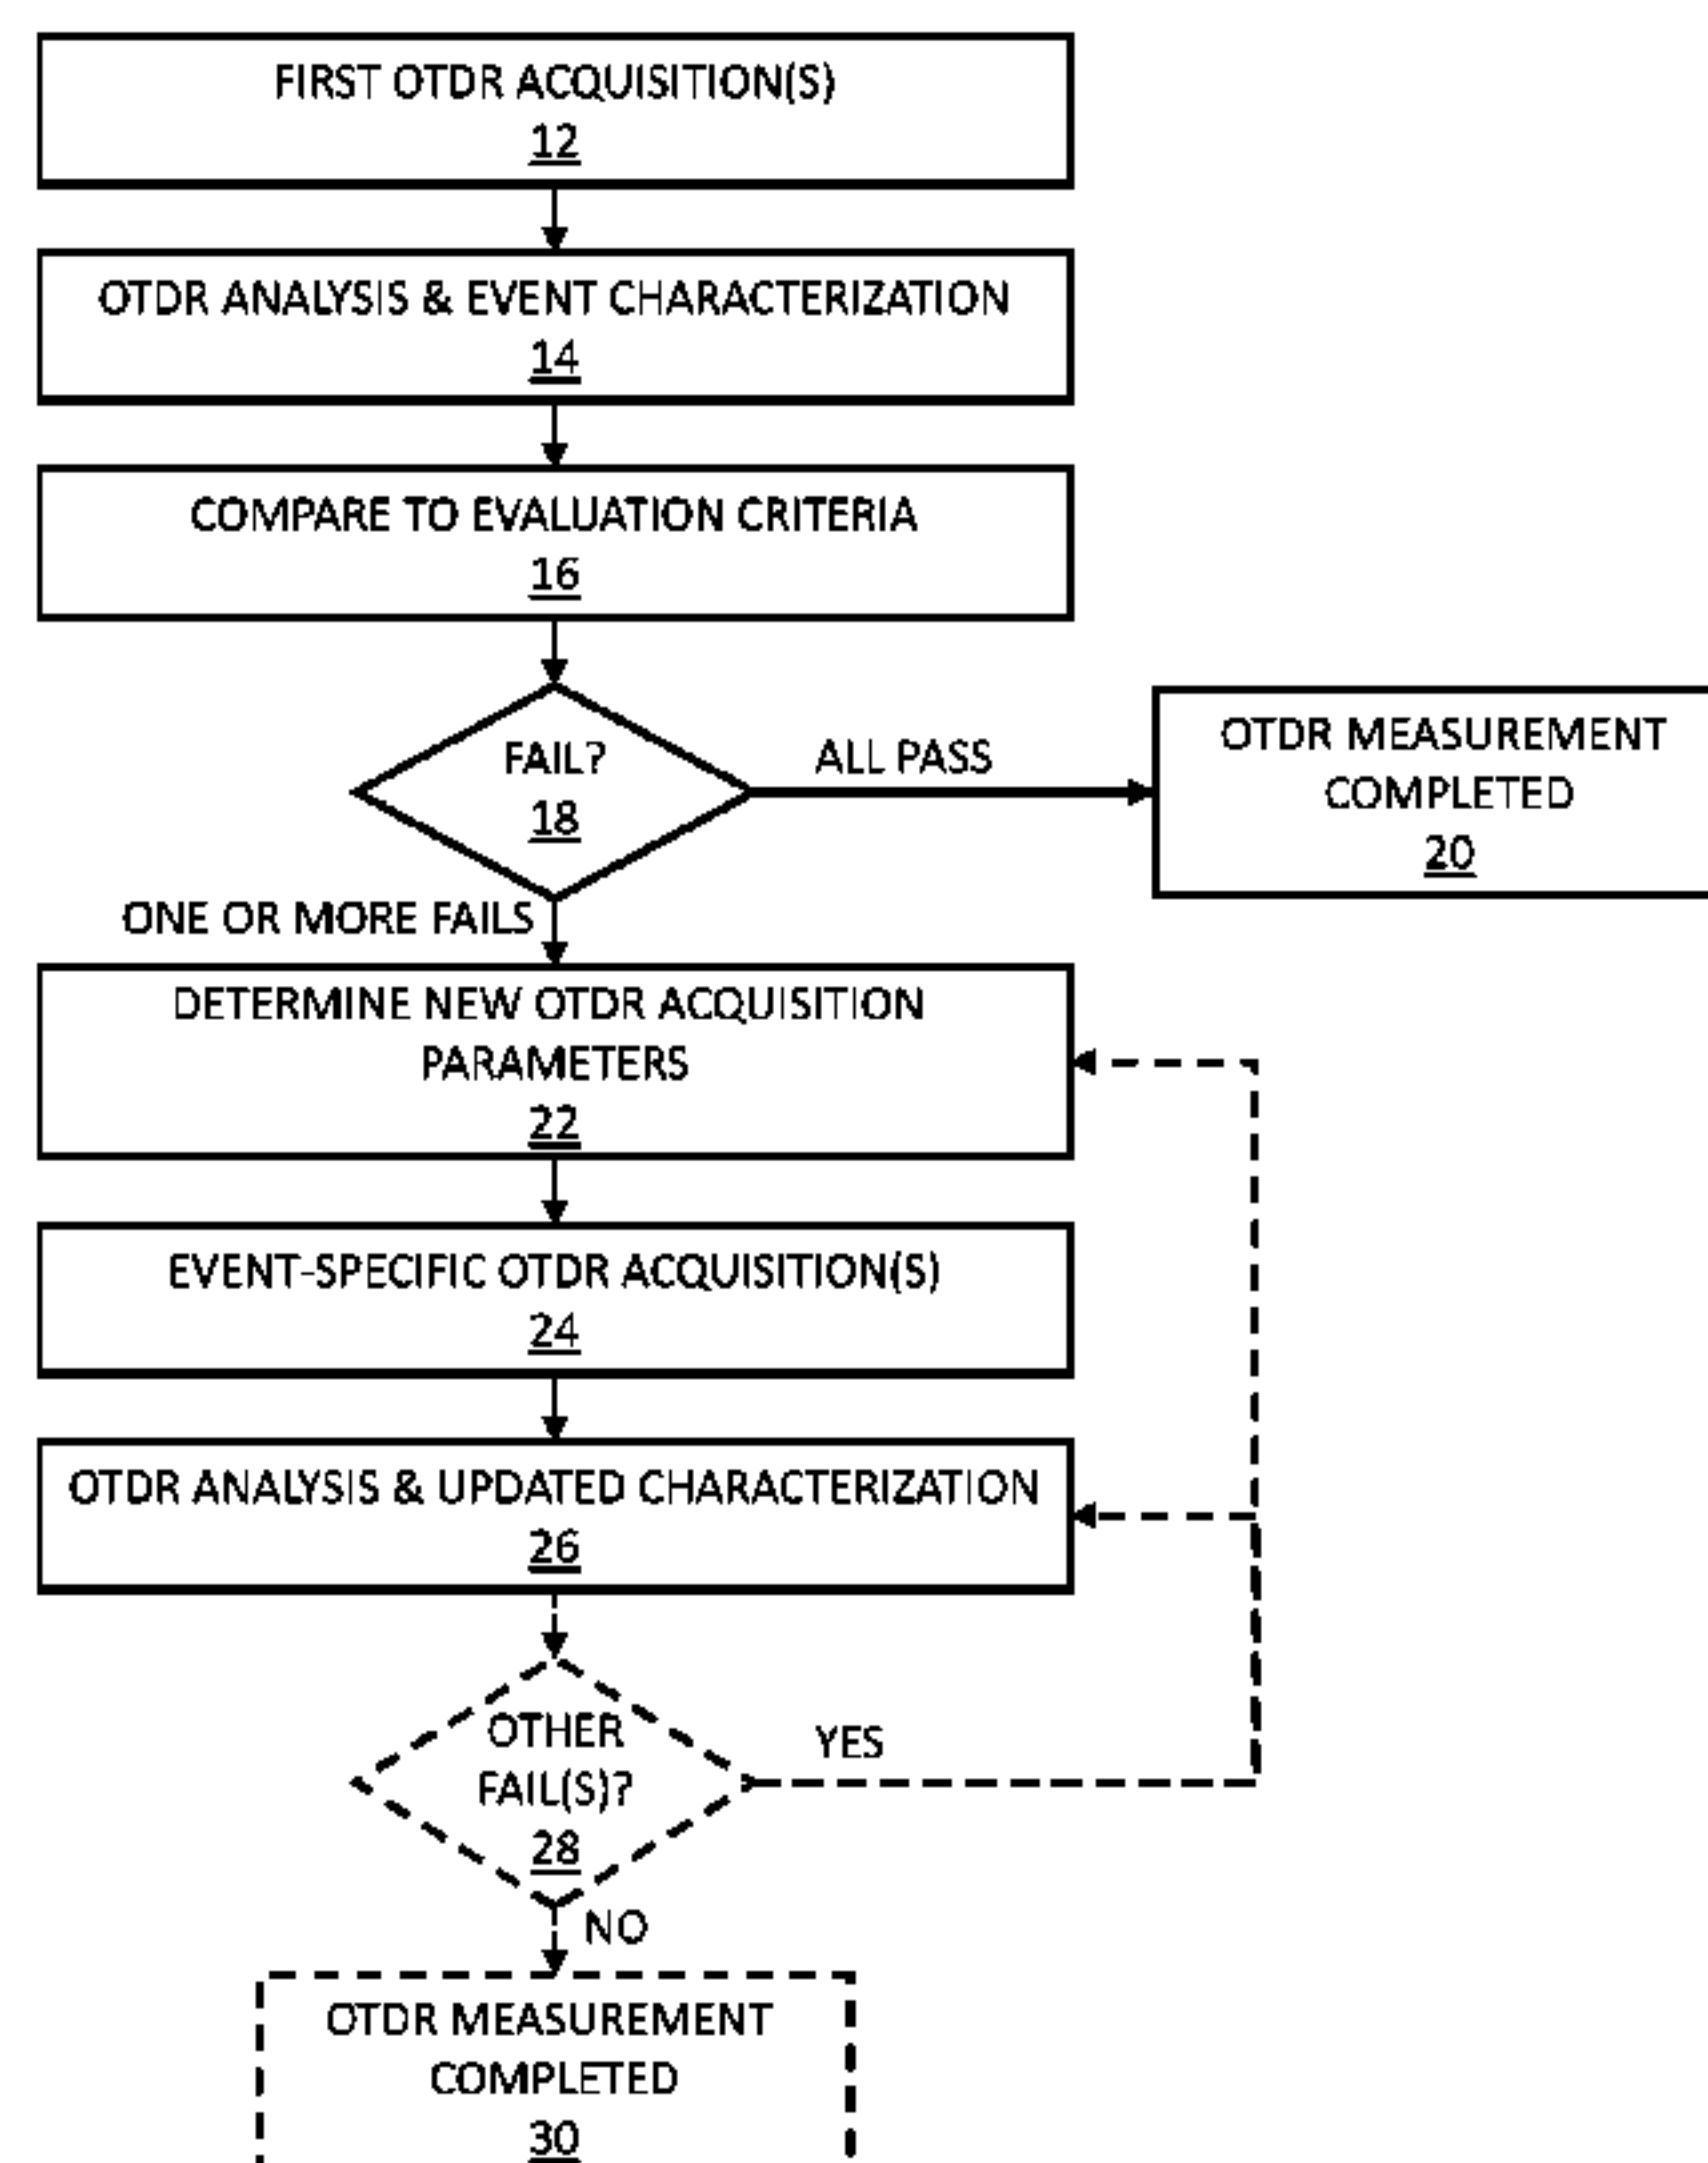 FIRST OTDR ACQUISITION(S)
12
OTDR ANALYSIS & EVENT CHARACTERIZATION
14
COMPARE TO EVALUATION CRITERIA
16
FAIL?
18
ALL PASS
OTDR MEASUREMENT
COMPLETED
20
ONE OR MORE FAILS
DETERMINE NEW OTDR ACQUISITION
PARAMETERS
22
EVENT-SPECIFIC OTDR ACQUISITION(S)
24
OTDR ANALYSIS & UPDATED CHARACTERIZATION
26
OTHER
FAIL(S)?
28
YES
NO
OTDR MEASUREMENT
COMPLETED
30